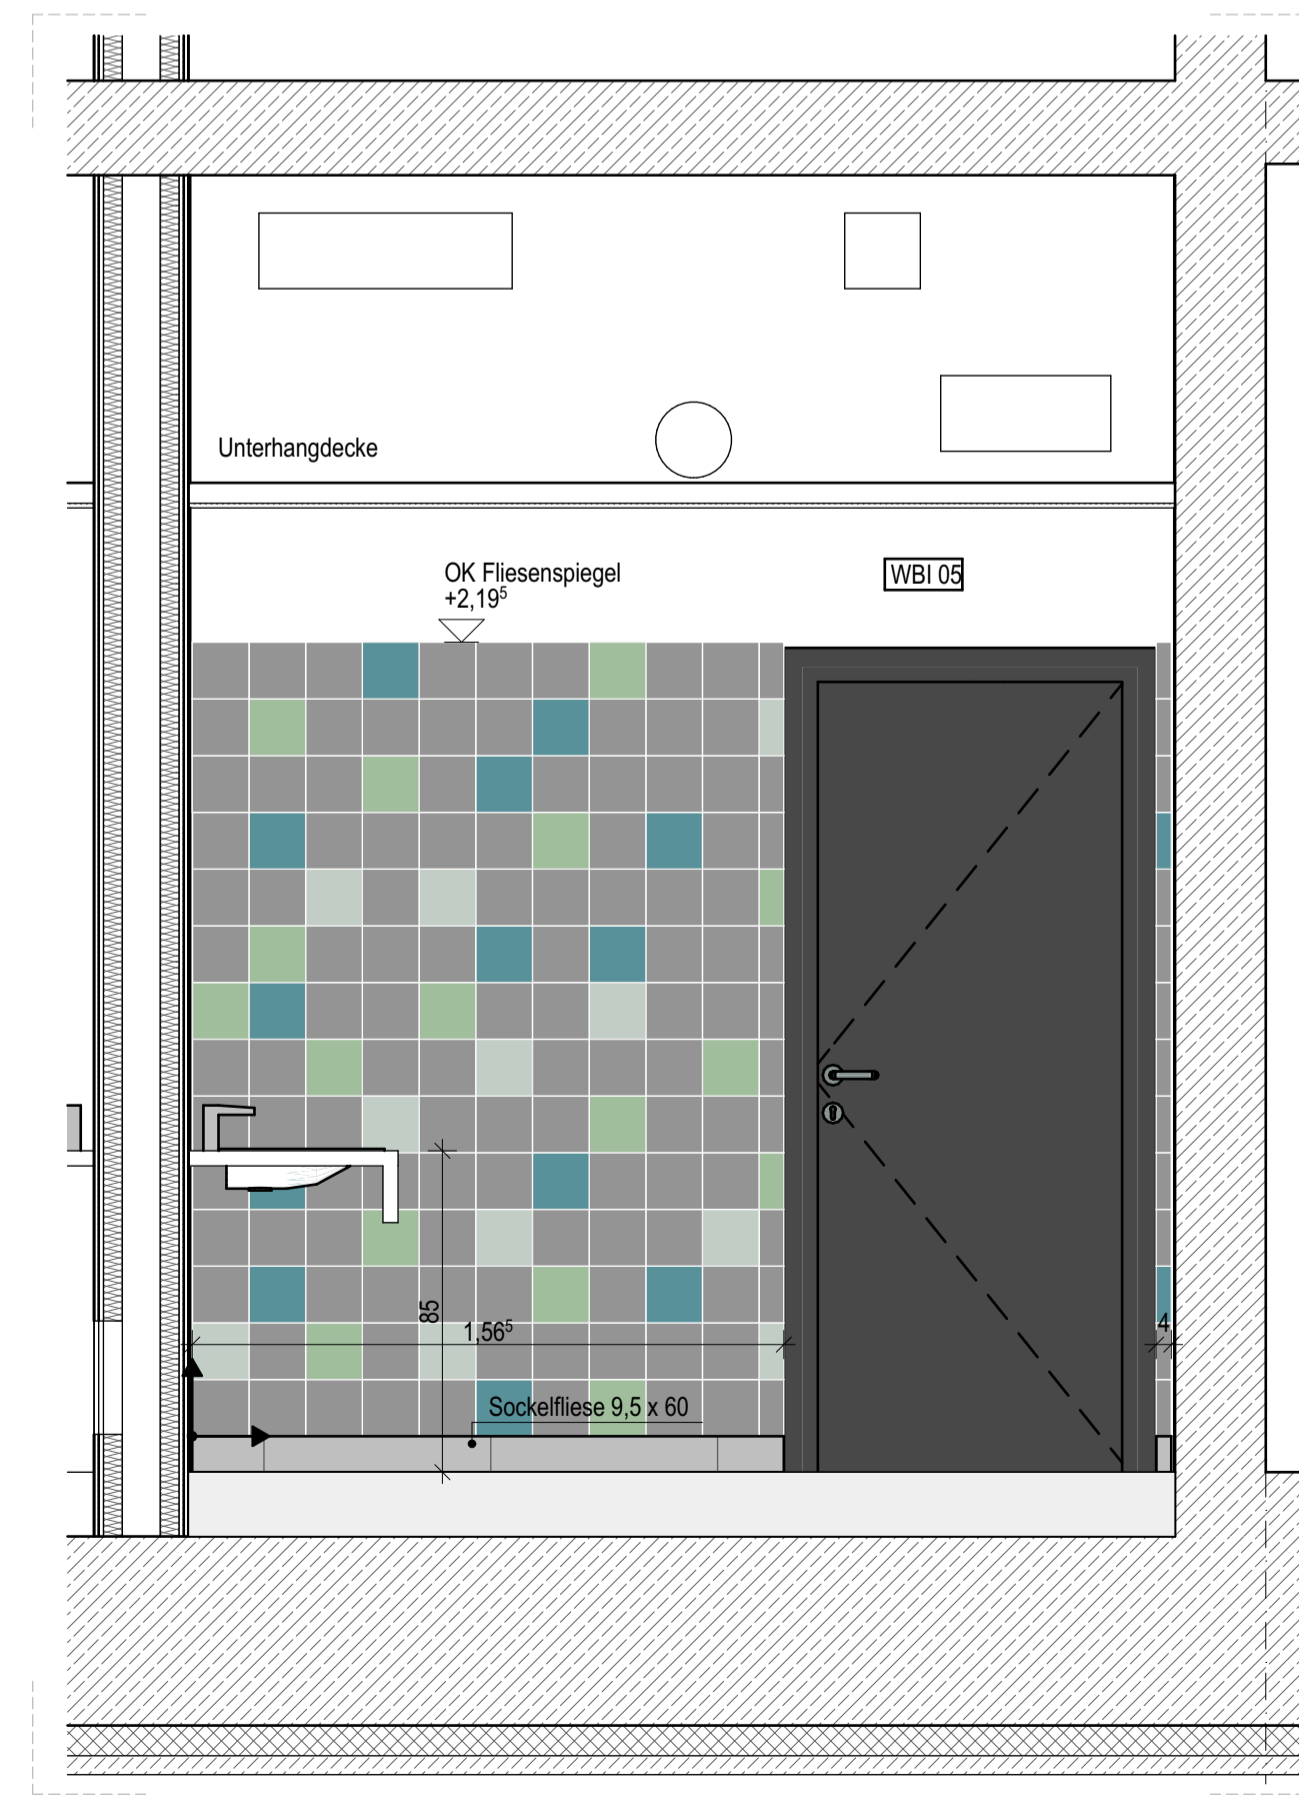 Unterhangdecke
OK Fliesenspiegel
+2,19⁵
WBI 05
85
1,56⁵
4
Sockelfliese 9,5 x 60